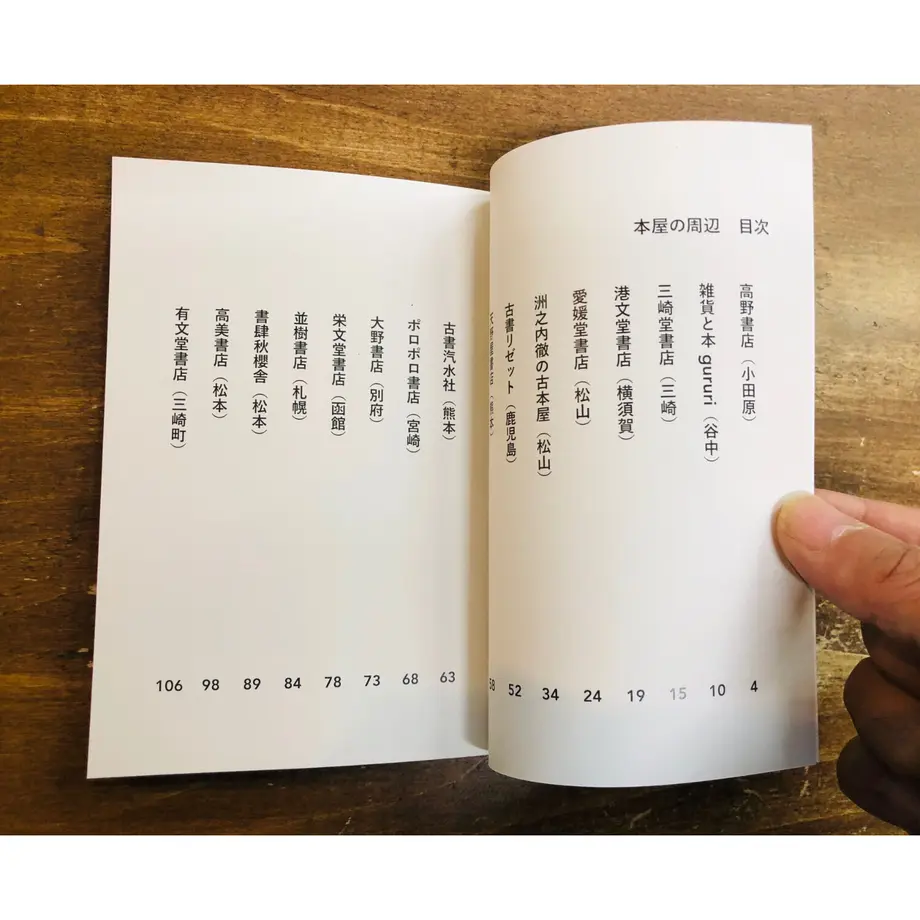 本屋の周辺　目次
高野書店（小田原）
4
雑貨と本 gururi（谷中）
10
三崎堂書店（三崎）
15
港文堂書店（横須賀）
19
愛媛堂書店（松山）
24
洲之内徹の古本屋（松山）
34
古書リゼット（鹿児島）
52
58
古書汽水社（熊本）
63
ポロポロ書店（宮崎）
68
大野書店（別府）
73
栄文堂書店（函館）
78
並樹書店（札幌）
84
書肆秋櫻舎（松本）
89
高美書店（松本）
98
有文堂書店（三崎町）
106